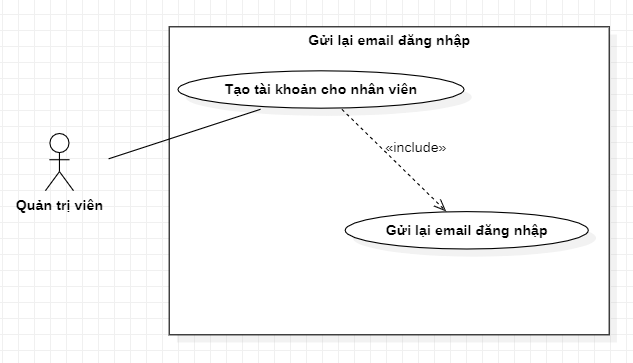 Gửi lại email đăng nhập
Tạo tài khoản cho nhân viên
«include»
Quản trị viên
Gửi lại email đăng nhập